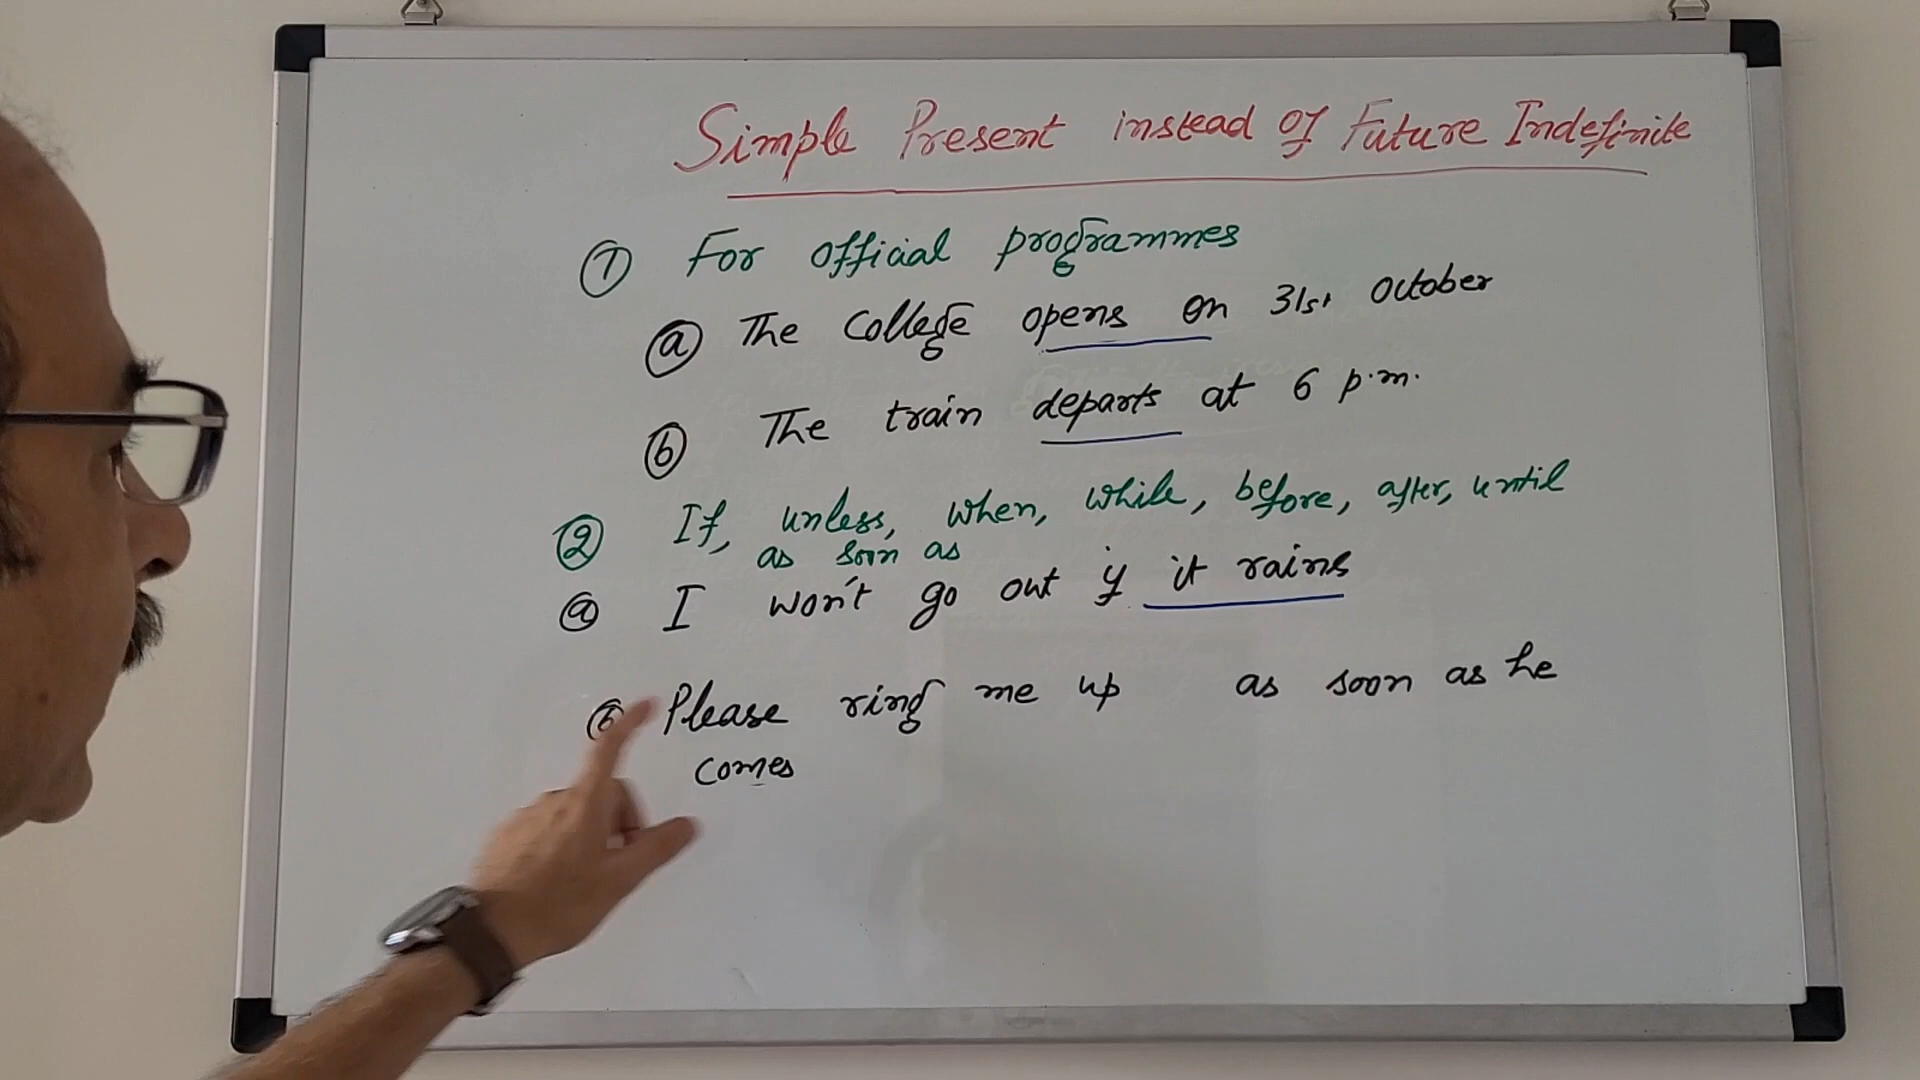 Simple Present instead of Future Indefinite
① For official programmes
ⓐ The College opens on 31st October
ⓑ The train departs at 6 p.m.
② If, unless, when, while, before, after, until
as soon as
ⓐ I won't go out if it rains
ⓑ Please ring me up as soon as he
comes